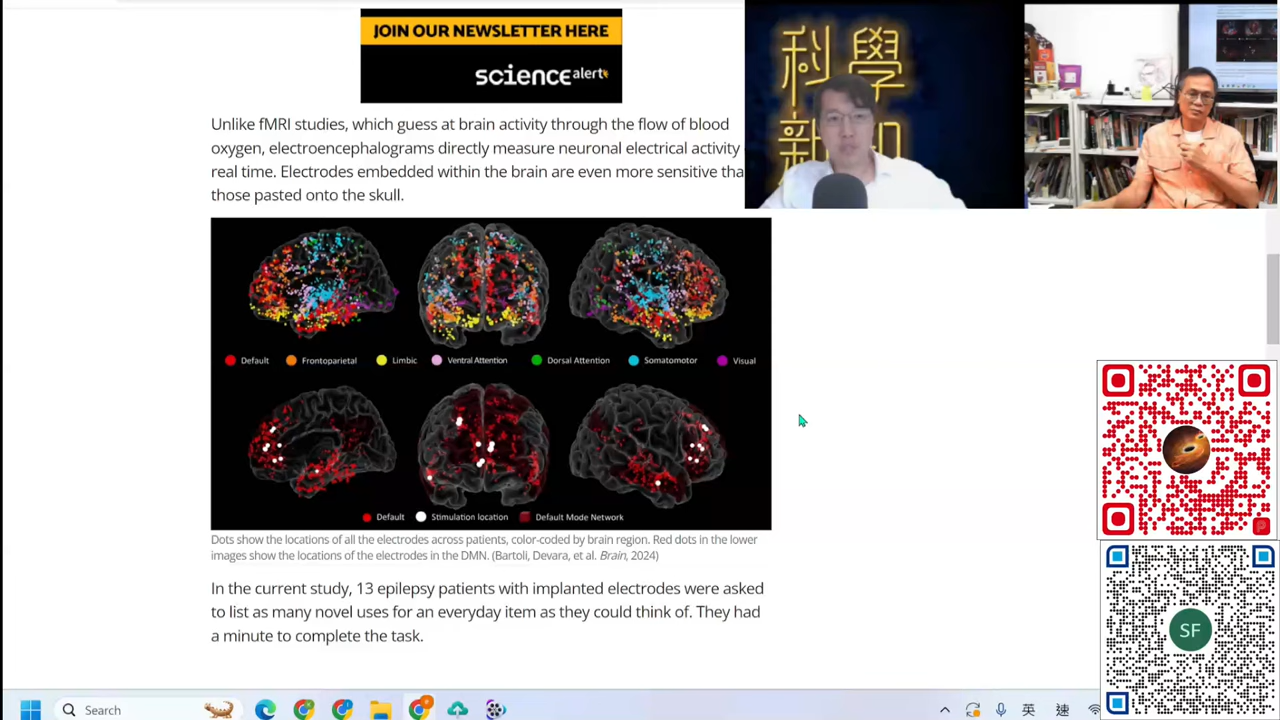 JOIN OUR NEWSLETTER HERE
sciencealert
科學
新知
Unlike fMRI studies, which guess at brain activity through the flow of blood
oxygen, electroencephalograms directly measure neuronal electrical activity
real time. Electrodes embedded within the brain are even more sensitive tha
those pasted onto the skull.
Default Frontoparietal Limbic Ventral Attention Dorsal Attention Somatomotor Visual
Default Stimulation location Default Mode Network
Dots show the locations of all the electrodes across patients, color-coded by brain region. Red dots in the lower
images show the locations of the electrodes in the DMN. (Bartoli, Devara, et al. Brain, 2024)
In the current study, 13 epilepsy patients with implanted electrodes were asked
to list as many novel uses for an everyday item as they could think of. They had
a minute to complete the task.
SF
Search
英 速